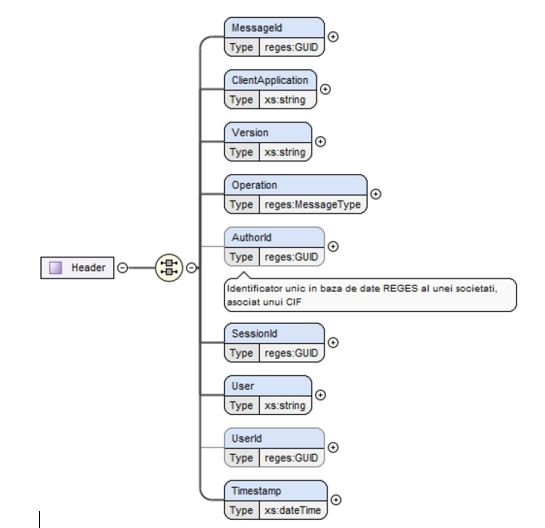 MessageId
Type reges:GUID
ClientApplication
Type xs:string
Version
Type xs:string
Operation
Type reges:MessageType
AuthorId
Type reges:GUID
Header
Identificator unic in baza de date REGES al unei societati,
asociat unui CIF
SessionId
Type reges:GUID
User
Type xs:string
UserId
Type reges:GUID
Timestamp
Type xs:dateTime